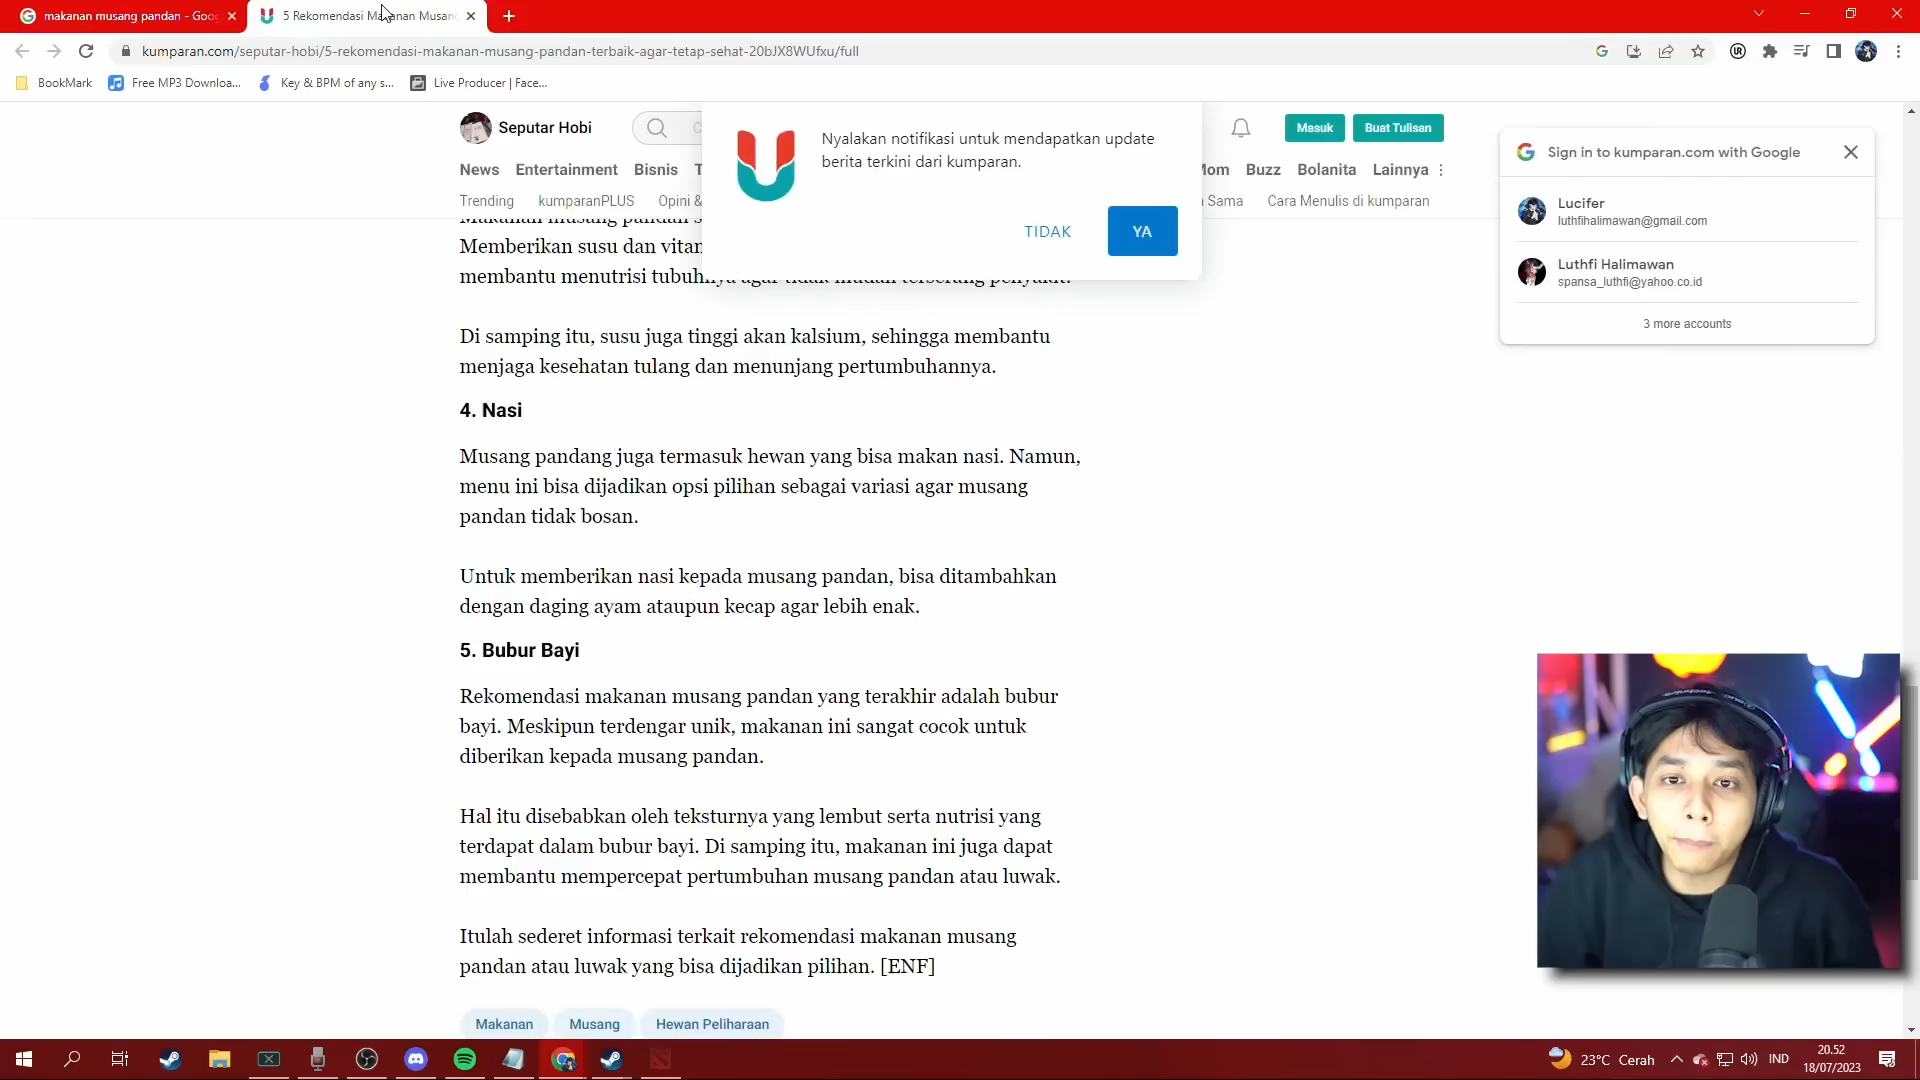 makanan musang pandan - Goo
5 Rekomendasi Makanan Musan
kumparan.com/seputar-hobi/5-rekomendasi-makanan-musang-pandan-terbaik-agar-tetap-sehat-20bJX8WUfxu/full
BookMark
Free MP3 Downloa...
Key & BPM of any s...
Live Producer | Face...
Seputar Hobi
Masuk
Buat Tulisan
News
Entertainment
Bisnis
Mom
Buzz
Bolanita
Lainnya
Trending
kumparanPLUS
Opini &
Sama
Cara Menulis di kumparan
Nyalakan notifikasi untuk mendapatkan update
berita terkini dari kumparan.
TIDAK
YA
Sign in to kumparan.com with Google
Lucifer
luthfihalimawan@gmail.com
Luthfi Halimawan
spansa_luthfi@yahoo.co.id
3 more accounts
Makanan musang pandan
Memberikan susu dan vitam
membantu menutrisi tubuhnya agar tidak mudah terserang penyakit.
Di samping itu, susu juga tinggi akan kalsium, sehingga membantu
menjaga kesehatan tulang dan menunjang pertumbuhannya.
4. Nasi
Musang pandang juga termasuk hewan yang bisa makan nasi. Namun,
menu ini bisa dijadikan opsi pilihan sebagai variasi agar musang
pandan tidak bosan.
Untuk memberikan nasi kepada musang pandan, bisa ditambahkan
dengan daging ayam ataupun kecap agar lebih enak.
5. Bubur Bayi
Rekomendasi makanan musang pandan yang terakhir adalah bubur
bayi. Meskipun terdengar unik, makanan ini sangat cocok untuk
diberikan kepada musang pandan.
Hal itu disebabkan oleh teksturnya yang lembut serta nutrisi yang
terdapat dalam bubur bayi. Di samping itu, makanan ini juga dapat
membantu mempercepat pertumbuhan musang pandan atau luwak.
Itulah sederet informasi terkait rekomendasi makanan musang
pandan atau luwak yang bisa dijadikan pilihan. [ENF]
Makanan
Musang
Hewan Peliharaan
23°C Cerah
IND
20.52
18/07/2023